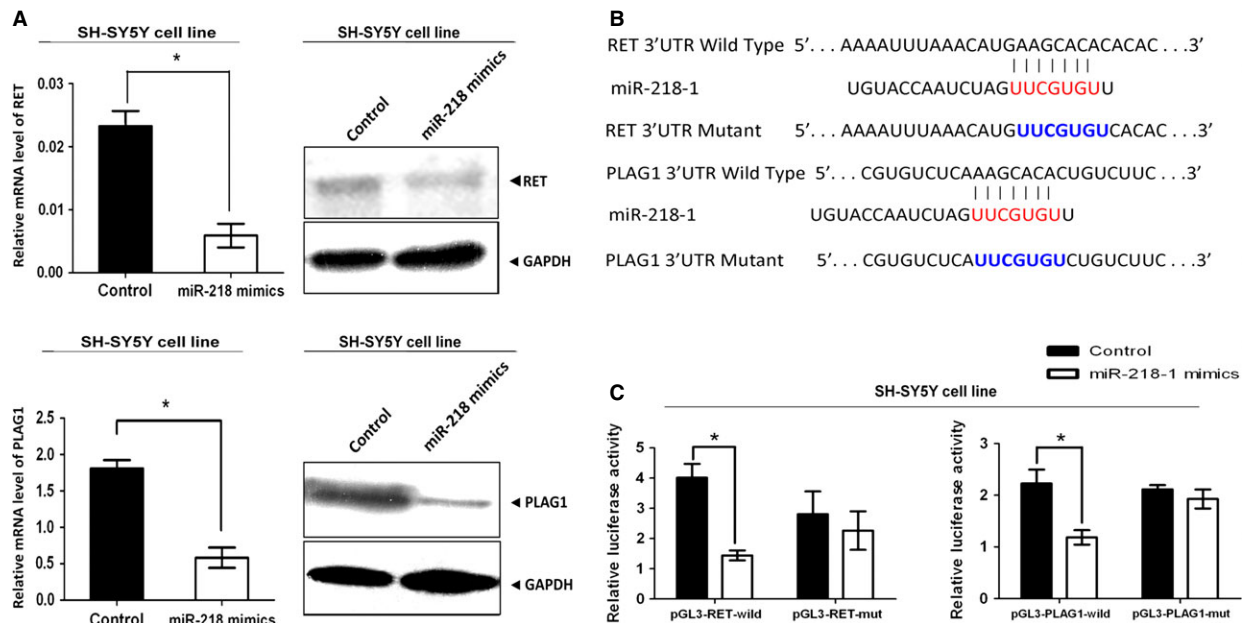 A
SH-SY5Y cell line
*
Relative mRNA level of RET
0.03
0.02
0.01
0.00
Control
miR-218 mimics
SH-SY5Y cell line
Control
miR-218 mimics
RET
GAPDH
SH-SY5Y cell line
*
Relative mRNA level of PLAG1
2.5
2.0
1.5
1.0
0.5
0.0
Control
miR-218 mimics
SH-SY5Y cell line
Control
miR-218 mimics
PLAG1
GAPDH
B
RET 3’UTR Wild Type 5’. . . AAAAUUUAAACAUGAAGCACACACAC . . .3’
miR-218-1 UGUACCAAUCUAGUUCGUGUU
RET 3’UTR Mutant 5’. . . AAAAUUUAAACAUGUUCGUGUCACAC . . .3’
PLAG1 3’UTR Wild Type 5’. . . CGUGUCUCAAAGCACACUGUCUUC . . .3’
miR-218-1 UGUACCAAUCUAGUUCGUGUU
PLAG1 3’UTR Mutant 5’. . . CGUGUCUCAUUCGUGUCUGUCUUC . . .3’
Control
miR-218-1 mimics
C
SH-SY5Y cell line
Relative luciferase activity
5
4
3
2
1
0
*
pGL3-RET-wild
pGL3-RET-mut
Relative luciferase activity
3
2
1
0
*
pGL3-PLAG1-wild
pGL3-PLAG1-mut